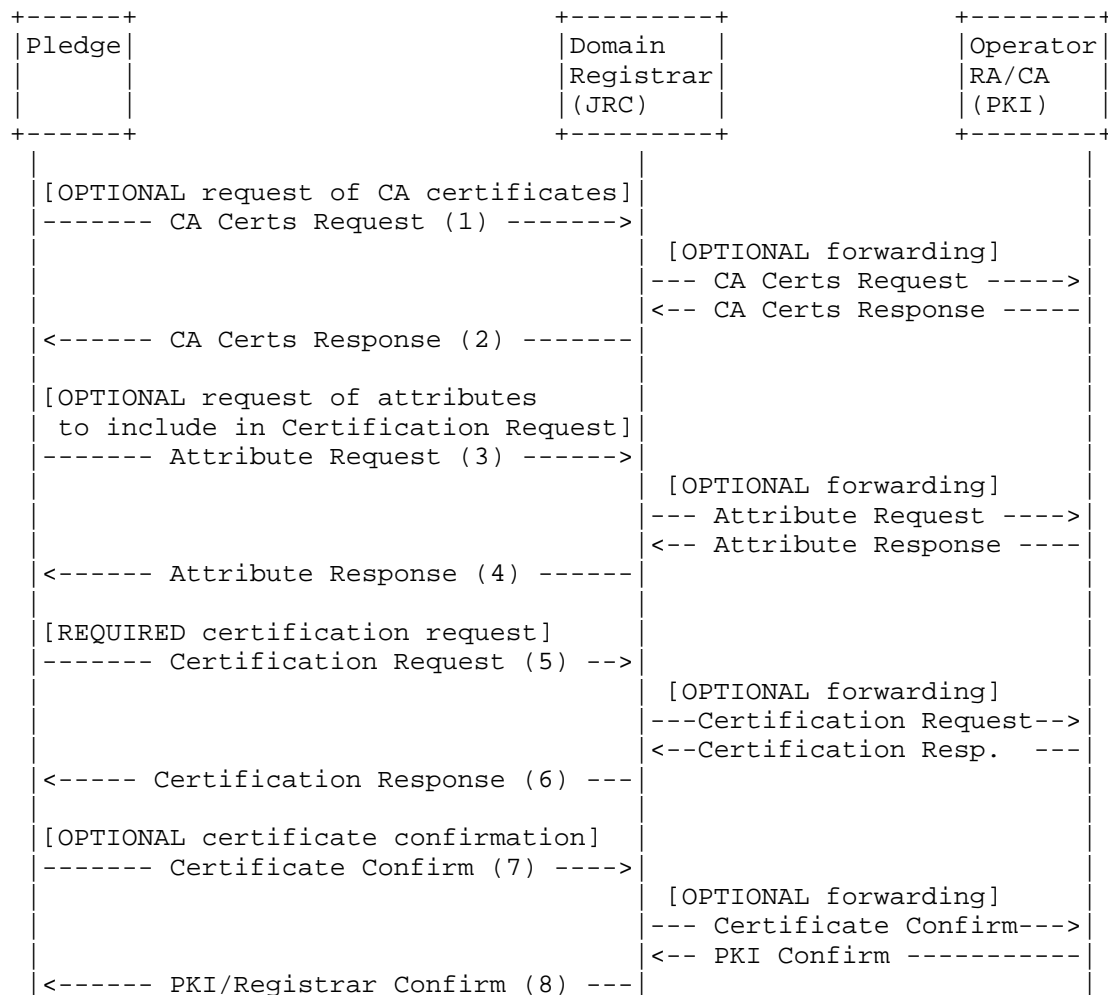 +------+ +---------+ +--------+
|Pledge| |Domain | |Operator|
| | |Registrar| |RA/CA |
| | |(JRC) | |(PKI) |
+------+ +---------+ +--------+
| | |
|[OPTIONAL request of CA certificates]| |
|------- CA Certs Request (1) ------->| |
| | [OPTIONAL forwarding] |
| |--- CA Certs Request ----->|
| |<-- CA Certs Response -----|
|<------ CA Certs Response (2) -------| |
| | |
|[OPTIONAL request of attributes | |
| to include in Certification Request]| |
|------- Attribute Request (3) ------>| |
| | [OPTIONAL forwarding] |
| |--- Attribute Request ---->|
| |<-- Attribute Response ----|
|<------ Attribute Response (4) ------| |
| | |
|[REQUIRED certification request] | |
|------- Certification Request (5) -->| |
| | [OPTIONAL forwarding] |
| |---Certification Request-->|
| |<--Certification Resp. ---|
|<----- Certification Response (6) ---| |
| | |
|[OPTIONAL certificate confirmation] | |
|------- Certificate Confirm (7) ---->| |
| | [OPTIONAL forwarding] |
| |--- Certificate Confirm--->|
| |<-- PKI Confirm -----------|
|<------ PKI/Registrar Confirm (8) ---| |